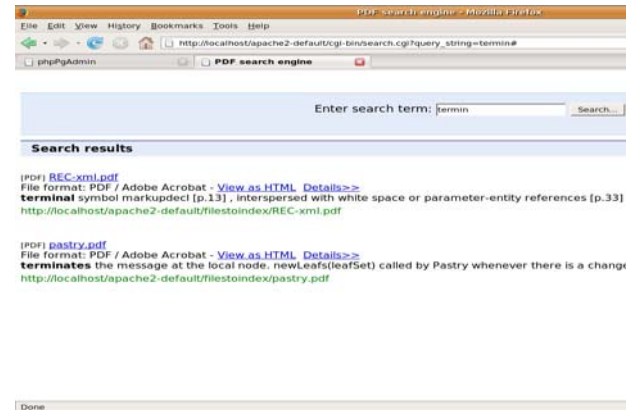 PDF search engine - Mozilla Firefox
File Edit View History Bookmarks Tools Help
http://localhost/apache2-default/cgi-bin/search.cgi?query_string=termin#
phpPgAdmin PDF search engine
Enter search term: termin Search...
Search results
[PDF] REC-xml.pdf
File format: PDF / Adobe Acrobat - View as HTML Details>>
terminal symbol markupdecl [p.13] , interspersed with white space or parameter-entity references [p.33]
http://localhost/apache2-default/filestoindex/REC-xml.pdf
[PDF] pastry.pdf
File format: PDF / Adobe Acrobat - View as HTML Details>>
terminates the message at the local node. newLeafs(leafSet) called by Pastry whenever there is a change
http://localhost/apache2-default/filestoindex/pastry.pdf
Done